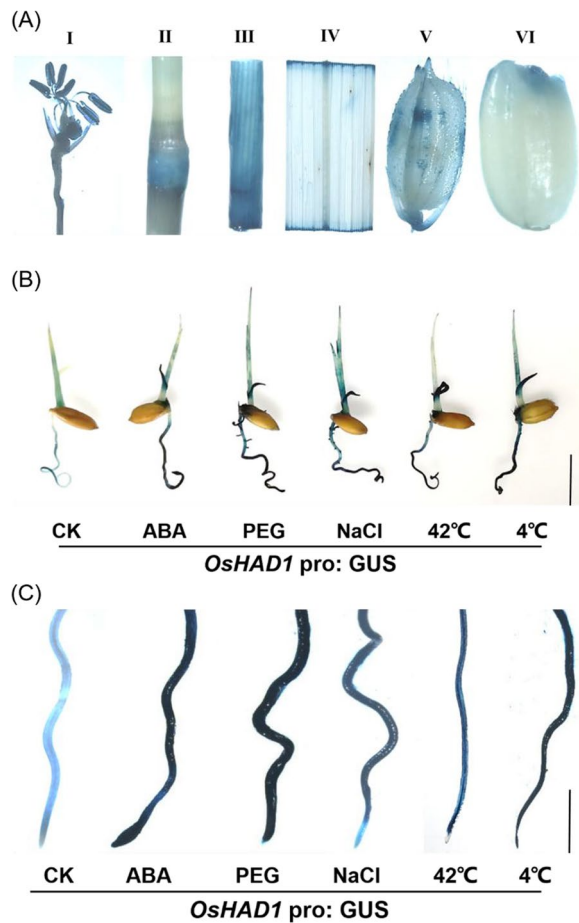 (A)
I II III IV V VI
(B)
CK ABA PEG NaCl 42℃ 4℃
OsHAD1 pro: GUS
(C)
CK ABA PEG NaCl 42℃ 4℃
OsHAD1 pro: GUS